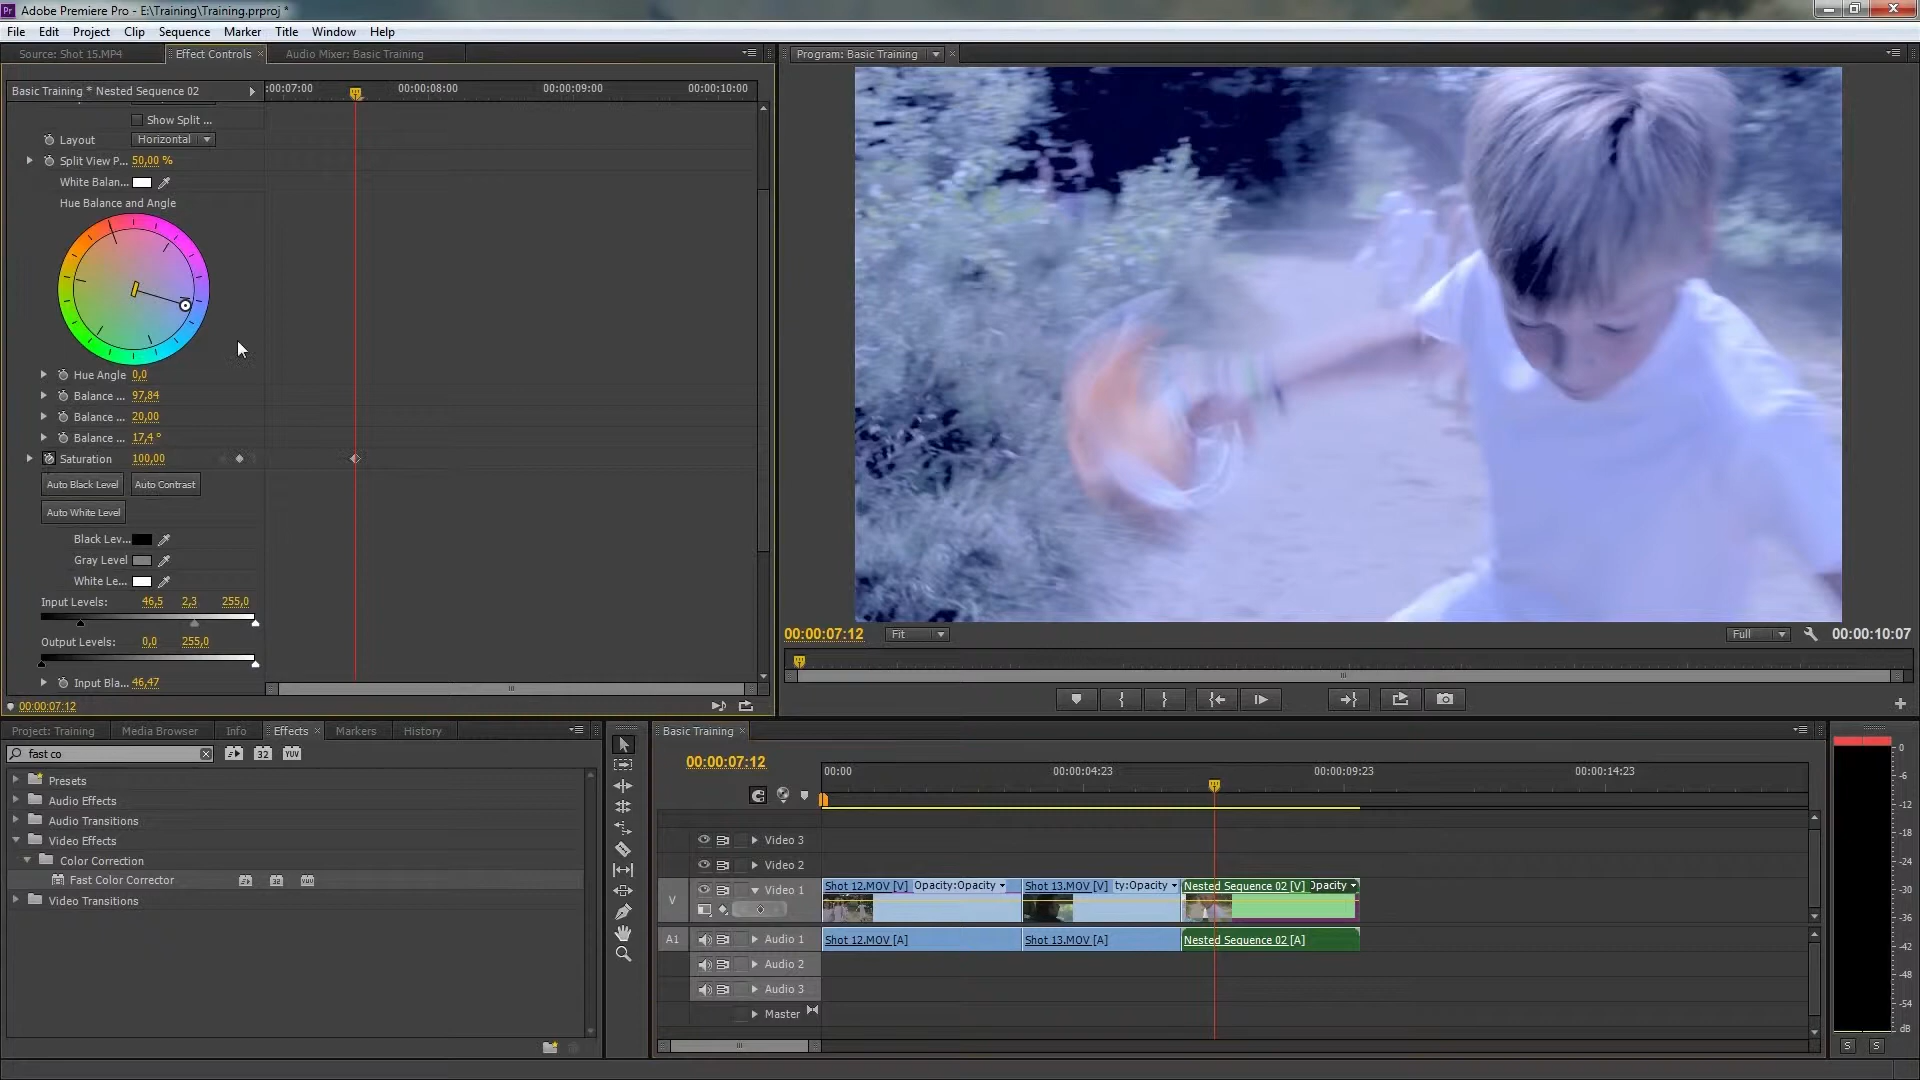 Adobe Premiere Pro - E:\Training\Training.prproj *
File Edit Project Clip Sequence Marker Title Window Help
Source: Shot 15.MP4 Effect Controls × Audio Mixer: Basic Training
Program: Basic Training
Basic Training * Nested Sequence 02
:00:07:00 00:00:08:00 00:00:09:00 00:00:10:00
Show Split ...
Layout Horizontal
Split View P... 50,00 %
White Balan...
Hue Balance and Angle
Hue Angle 0,0
Balance ... 97,84
Balance ... 20,00
Balance ... 17,4 °
Saturation 100,00
Auto Black Level Auto Contrast
Auto White Level
Black Lev...
Gray Level
White Le...
Input Levels: 46,5 2,3 255,0
Output Levels: 0,0 255,0
Input Bla... 46,47
00:00:07:12
00:00:07:12 Fit Full 00:00:10:07
Project: Training Media Browser Info Effects × Markers History
fast co
32 YUV
Presets
Audio Effects
Audio Transitions
Video Effects
Color Correction
Fast Color Corrector 32 YUV
Video Transitions
Basic Training ×
00:00:07:12
00:00 00:00:04:23 00:00:09:23 00:00:14:23
Video 3
Video 2
V Video 1
Shot 12.MOV [V] Opacity:Opacity Shot 13.MOV [V] ty:Opacity Nested Sequence 02 [V] Opacity
A1 Audio 1 Shot 12.MOV [A] Shot 13.MOV [A] Nested Sequence 02 [A]
Audio 2
Audio 3
Master
0
-6
-12
-18
-24
-30
-36
-42
-48
-54
dB
S S